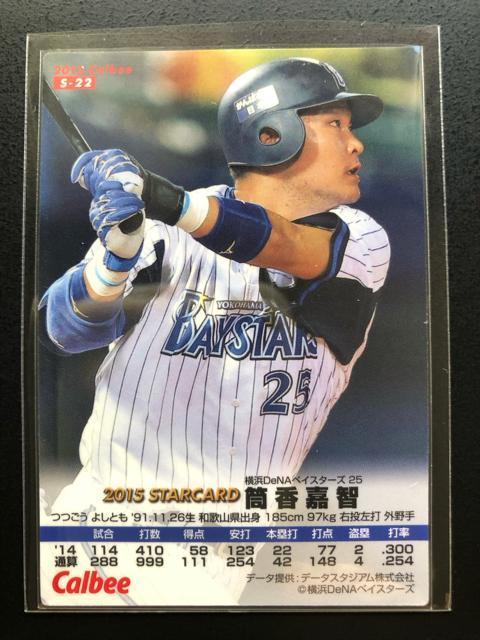 2015 Calbee
S-22
YOKOHAMA
BAYSTARS
25
横浜DeNAベイスターズ 25
2015 STARCARD 筒香嘉智
つつごう よしとも '91.11.26生 和歌山県出身 185cm 97kg 右投左打 外野手
試合 打数 得点 安打 本塁打 打点 盗塁 打率
'14 114 410 58 123 22 77 2 .300
通算 288 999 111 254 42 148 4 .254
Calbee
データ提供：データスタジアム株式会社
©横浜DeNAベイスターズ